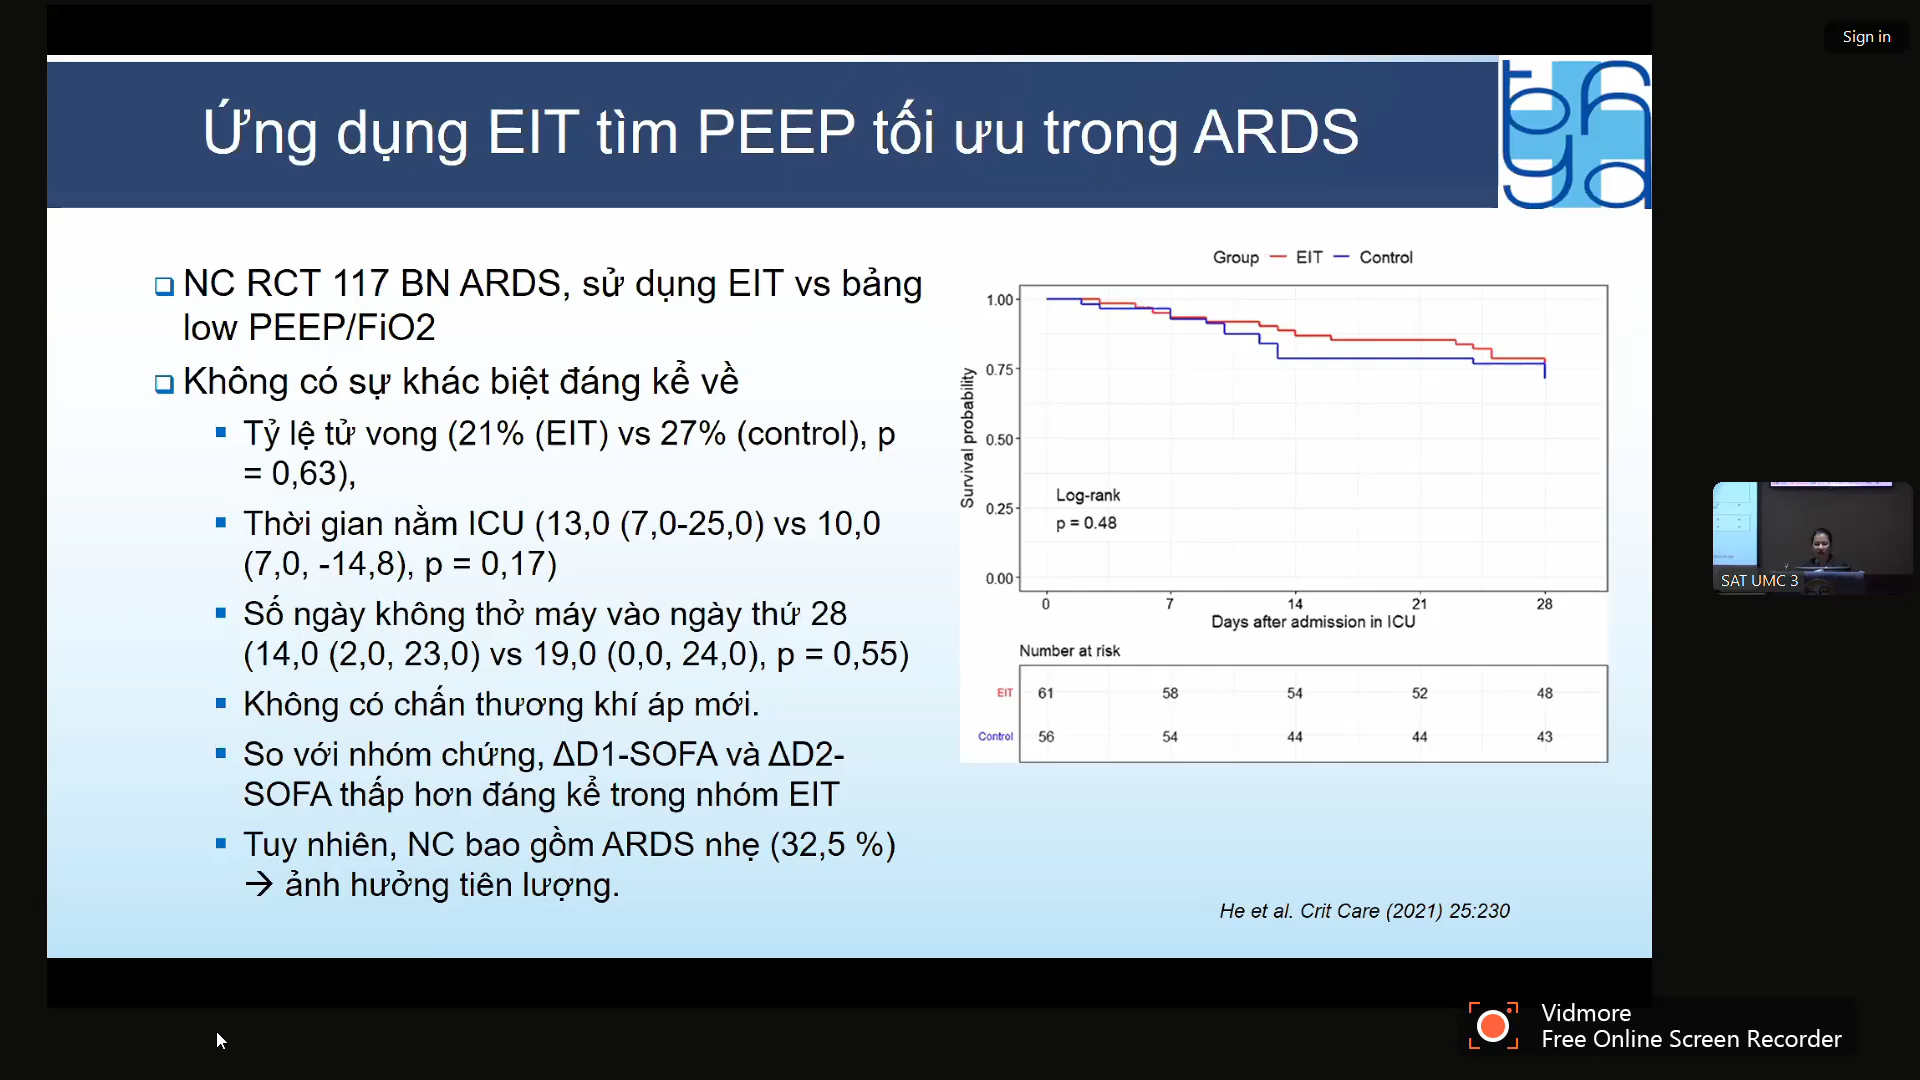 Sign in
Ứng dụng EIT tìm PEEP tối ưu trong ARDS
NC RCT 117 BN ARDS, sử dụng EIT vs bảng
low PEEP/FiO2
Không có sự khác biệt đáng kể về
Tỷ lệ tử vong (21% (EIT) vs 27% (control), p
= 0,63),
Thời gian nằm ICU (13,0 (7,0-25,0) vs 10,0
(7,0, -14,8), p = 0,17)
Số ngày không thở máy vào ngày thứ 28
(14,0 (2,0, 23,0) vs 19,0 (0,0, 24,0), p = 0,55)
Không có chấn thương khí áp mới.
So với nhóm chứng, ΔD1-SOFA và ΔD2-
SOFA thấp hơn đáng kể trong nhóm EIT
Tuy nhiên, NC bao gồm ARDS nhẹ (32,5 %)
→ ảnh hưởng tiên lượng.
Group EIT Control
Survival probability
1.00
0.75
0.50
0.25
0.00
Log-rank
p = 0.48
0 7 14 21 28
Days after admission in ICU
Number at risk
EIT 61 58 54 52 48
Control 56 54 44 44 43
He et al. Crit Care (2021) 25:230
SAT UMC 3
Vidmore
Free Online Screen Recorder